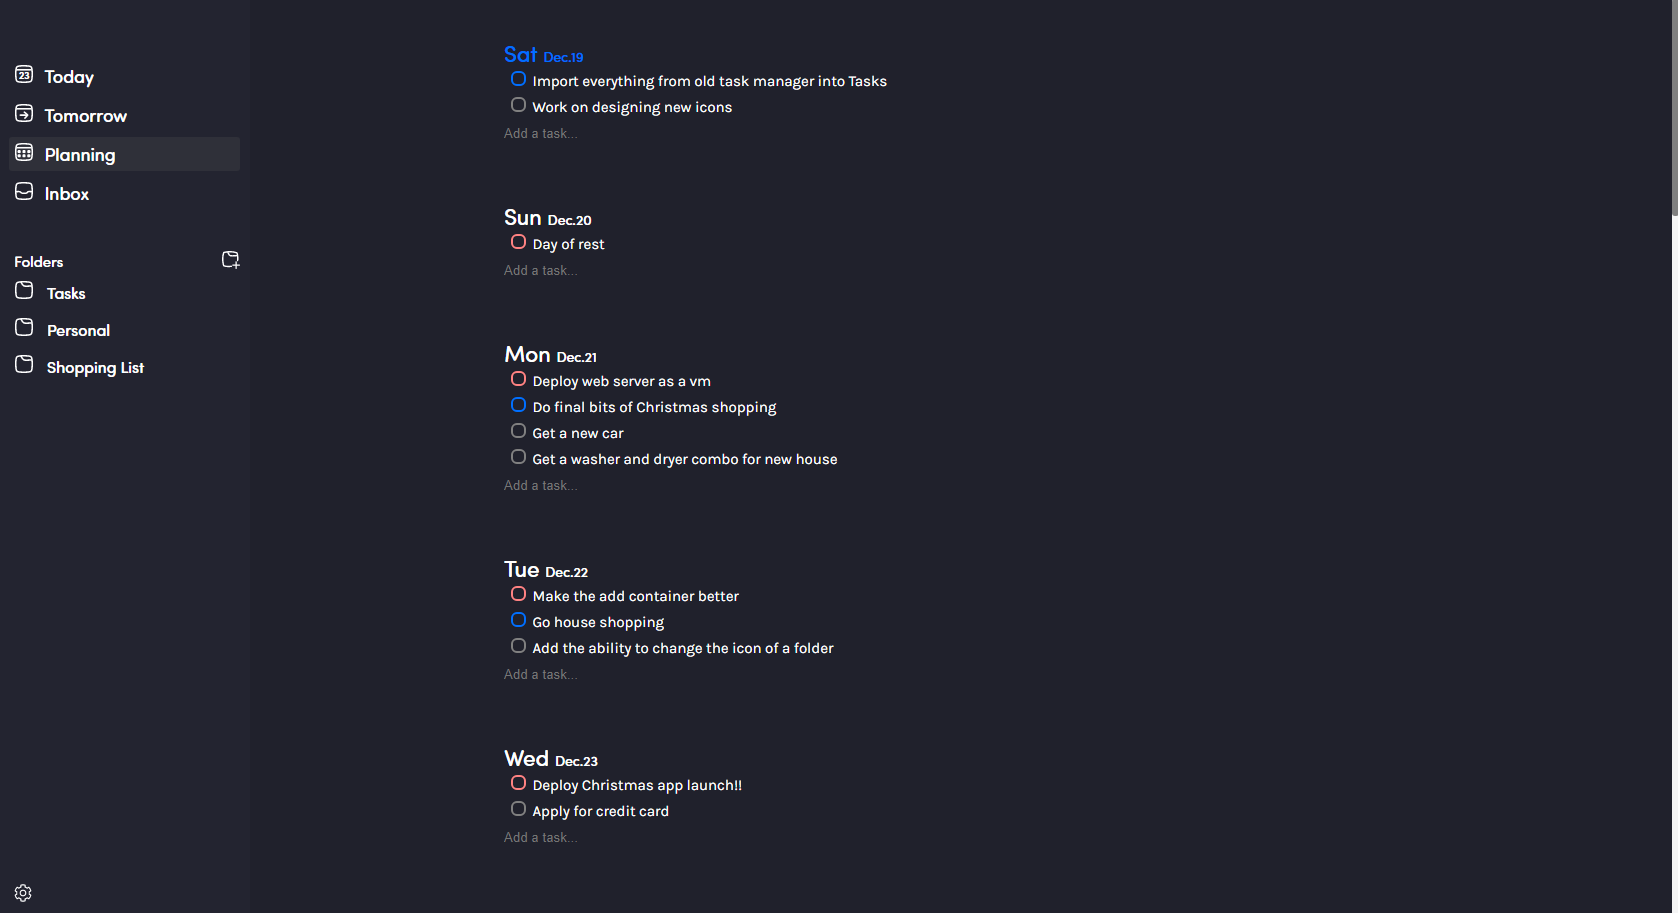 23 Today
Tomorrow
Planning
Inbox
Folders
Tasks
Personal
Shopping List
Sat Dec.19
Import everything from old task manager into Tasks
Work on designing new icons
Add a task...
Sun Dec.20
Day of rest
Add a task...
Mon Dec.21
Deploy web server as a vm
Do final bits of Christmas shopping
Get a new car
Get a washer and dryer combo for new house
Add a task...
Tue Dec.22
Make the add container better
Go house shopping
Add the ability to change the icon of a folder
Add a task...
Wed Dec.23
Deploy Christmas app launch!!
Apply for credit card
Add a task...